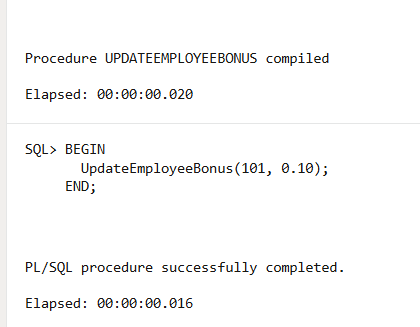 Procedure UPDATEEMPLOYEEBONUS compiled
Elapsed: 00:00:00.020
SQL> BEGIN
UpdateEmployeeBonus(101, 0.10);
END;
PL/SQL procedure successfully completed.
Elapsed: 00:00:00.016